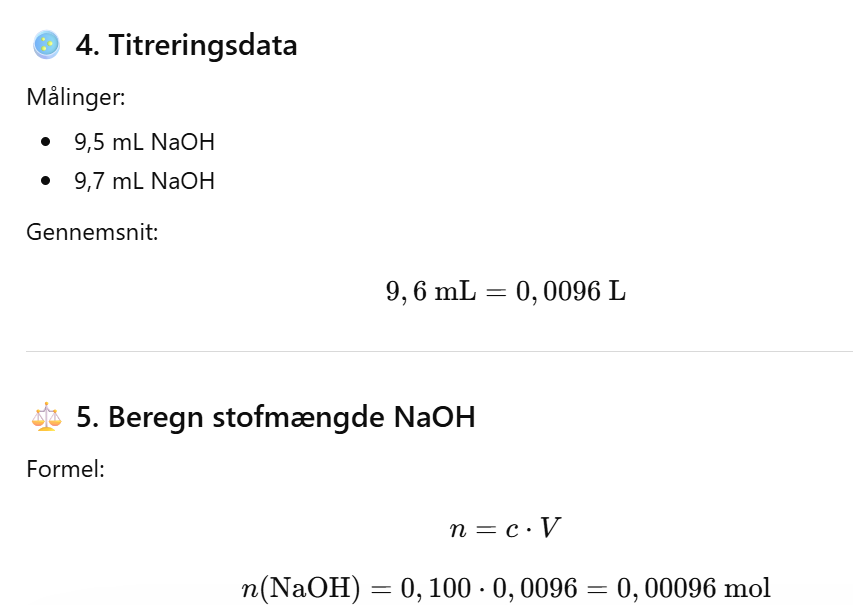 4. Titreringsdata
Målinger:
• 9,5 mL NaOH
• 9,7 mL NaOH
Gennemsnit:
9,6 mL = 0,0096 L
5. Beregn stofmængde NaOH
Formel:
n = c · V
n(NaOH) = 0,100 · 0,0096 = 0,00096 mol